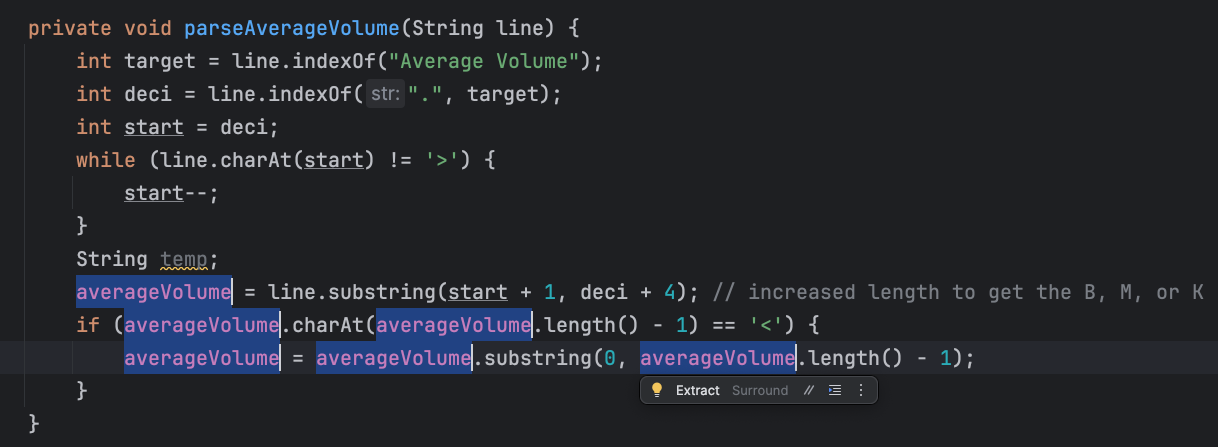 private void parseAverageVolume(String line) {
int target = line.indexOf("Average Volume");
int deci = line.indexOf( str: ".", target);
int start = deci;
while (line.charAt(start) != '>') {
start--;
}
String temp;
averageVolume = line.substring(start + 1, deci + 4); // increased length to get the B, M, or K
if (averageVolume.charAt(averageVolume.length() - 1) == '<') {
averageVolume = averageVolume.substring(0, averageVolume.length() - 1);
Extract Surround //
}
}